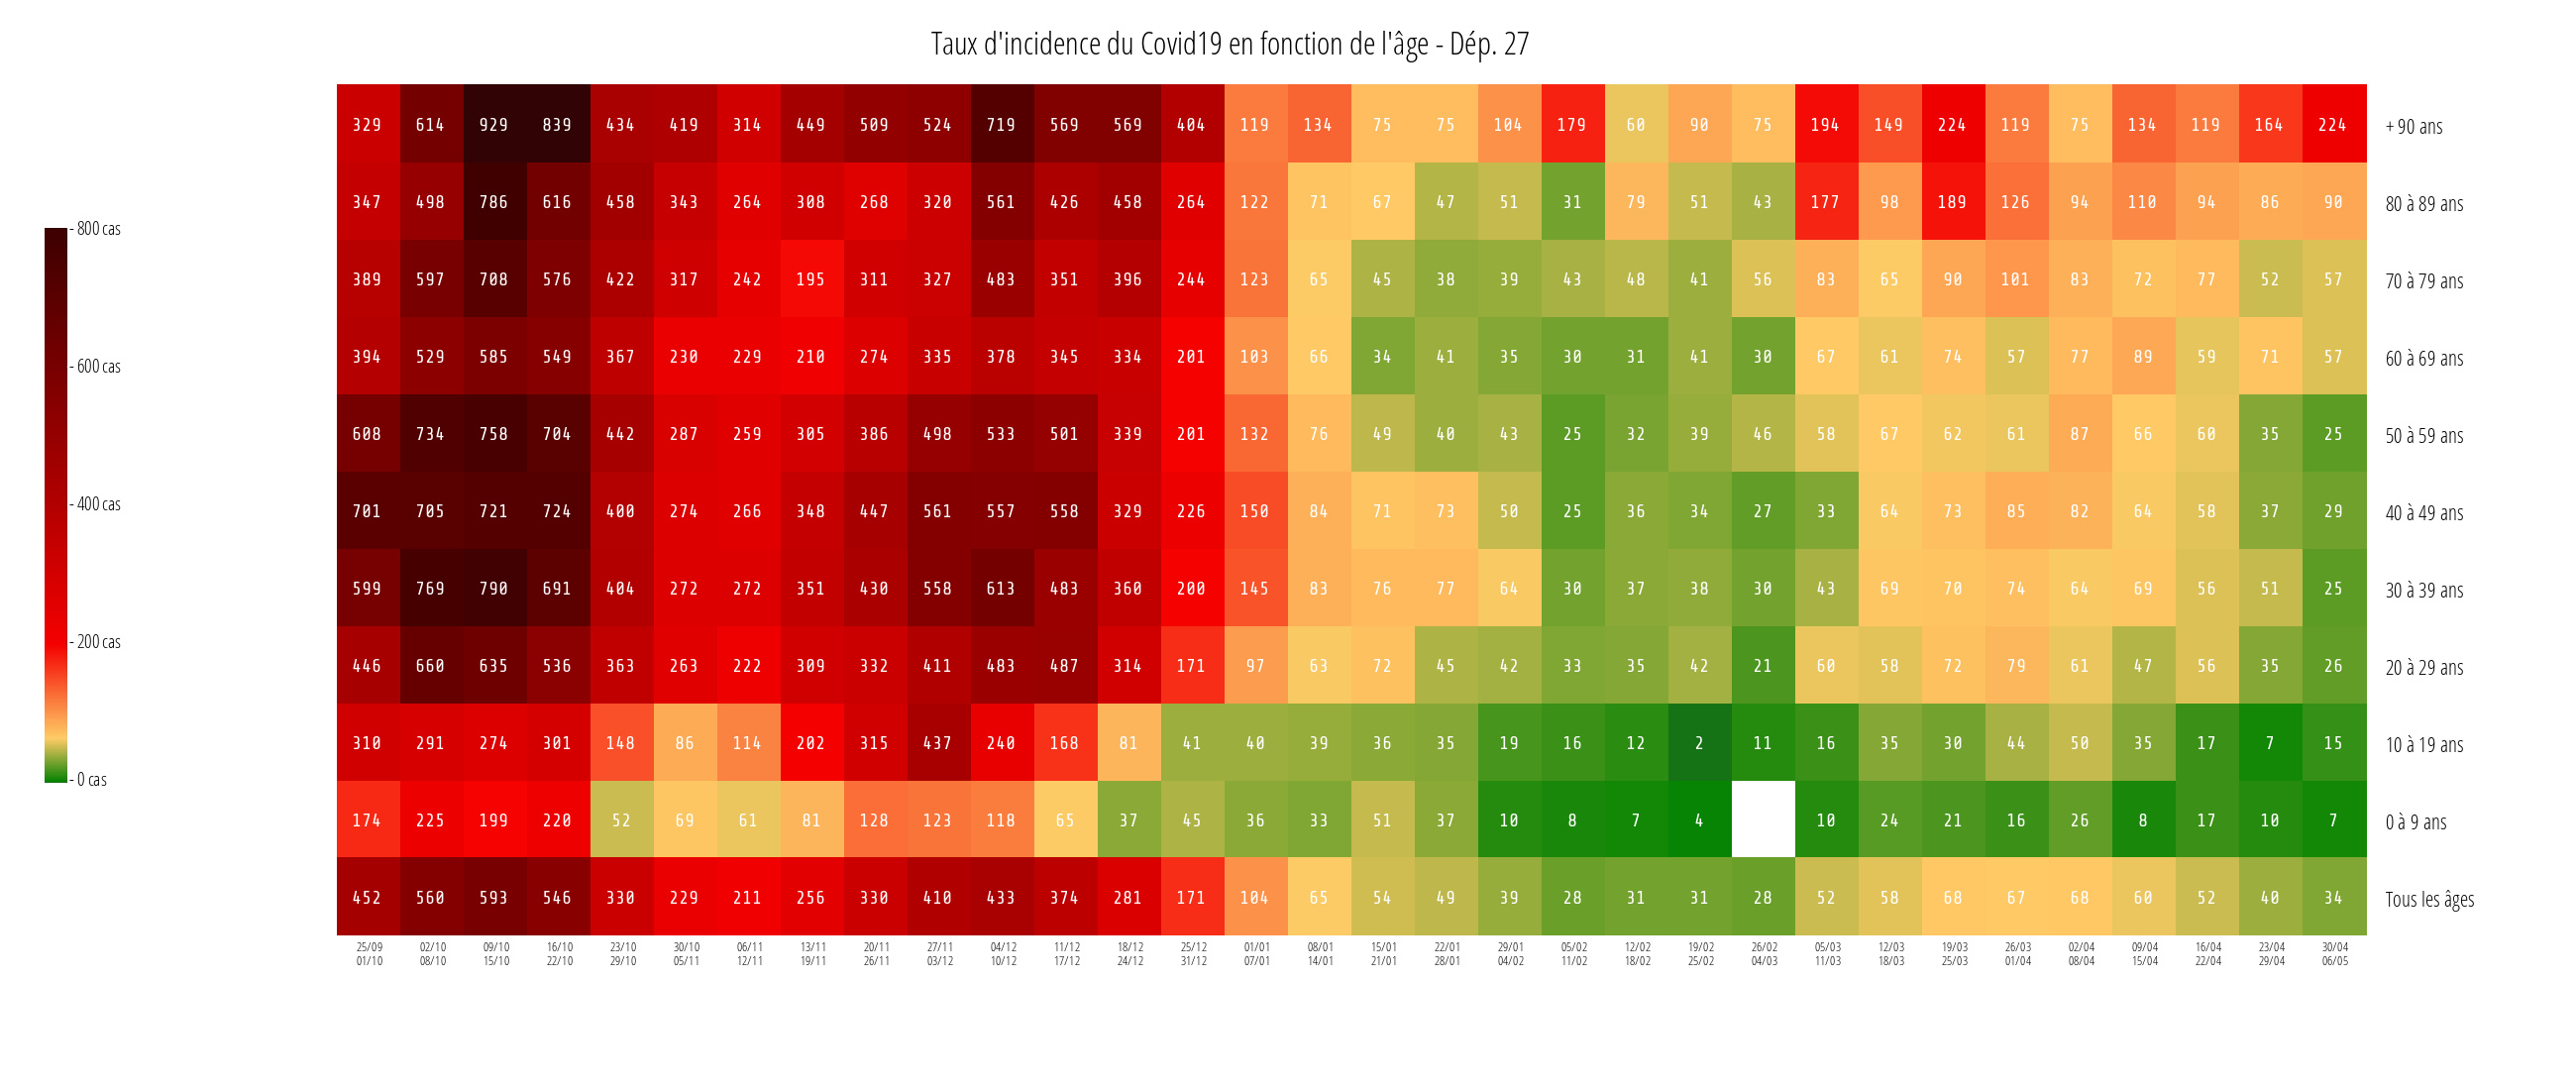 Taux d'incidence du Covid19 en fonction de l'âge - Dép. 27
- 800 cas
- 600 cas
- 400 cas
- 200 cas
- 0 cas
329 614 929 839 434 419 314 449 509 524 719 569 569 404 119 134 75 75 104 179 60 90 75 194 149 224 119 75 134 119 164 224 + 90 ans
347 498 786 616 458 343 264 308 268 320 561 426 458 264 122 71 67 47 51 31 79 51 43 177 98 189 126 94 110 94 86 90 80 à 89 ans
389 597 708 576 422 317 242 195 311 327 483 351 396 244 123 65 45 38 39 43 48 41 56 83 65 90 101 83 72 77 52 57 70 à 79 ans
394 529 585 549 367 230 229 210 274 335 378 345 334 201 103 66 34 41 35 30 31 41 30 67 61 74 57 77 89 59 71 57 60 à 69 ans
608 734 758 704 442 287 259 305 386 498 533 501 339 201 132 76 49 40 43 25 32 39 46 58 67 62 61 87 66 60 35 25 50 à 59 ans
701 705 721 724 400 274 266 348 447 561 557 558 329 226 150 84 71 73 50 25 36 34 27 33 64 73 85 82 64 58 37 29 40 à 49 ans
599 769 790 691 404 272 272 351 430 558 613 483 360 200 145 83 76 77 64 30 37 38 30 43 69 70 74 64 69 56 51 25 30 à 39 ans
446 660 635 536 363 263 222 309 332 411 483 487 314 171 97 63 72 45 42 33 35 42 21 60 58 72 79 61 47 56 35 26 20 à 29 ans
310 291 274 301 148 86 114 202 315 437 240 168 81 41 40 39 36 35 19 16 12 2 11 16 35 30 44 50 35 17 7 15 10 à 19 ans
174 225 199 220 52 69 61 81 128 123 118 65 37 45 36 33 51 37 10 8 7 4 10 24 21 16 26 8 17 10 7 0 à 9 ans
452 560 593 546 330 229 211 256 330 410 433 374 281 171 104 65 54 49 39 28 31 31 28 52 58 68 67 68 60 52 40 34 Tous les âges
25/09 02/10 09/10 16/10 23/10 30/10 06/11 13/11 20/11 27/11 04/12 11/12 18/12 25/12 01/01 08/01 15/01 22/01 29/01 05/02 12/02 19/02 26/02 05/03 12/03 19/03 26/03 02/04 09/04 16/04 23/04 30/04
01/10 08/10 15/10 22/10 29/10 05/11 12/11 19/11 26/11 03/12 10/12 17/12 24/12 31/12 07/01 14/01 21/01 28/01 04/02 11/02 18/02 25/02 04/03 11/03 18/03 25/03 01/04 08/04 15/04 22/04 29/04 06/05